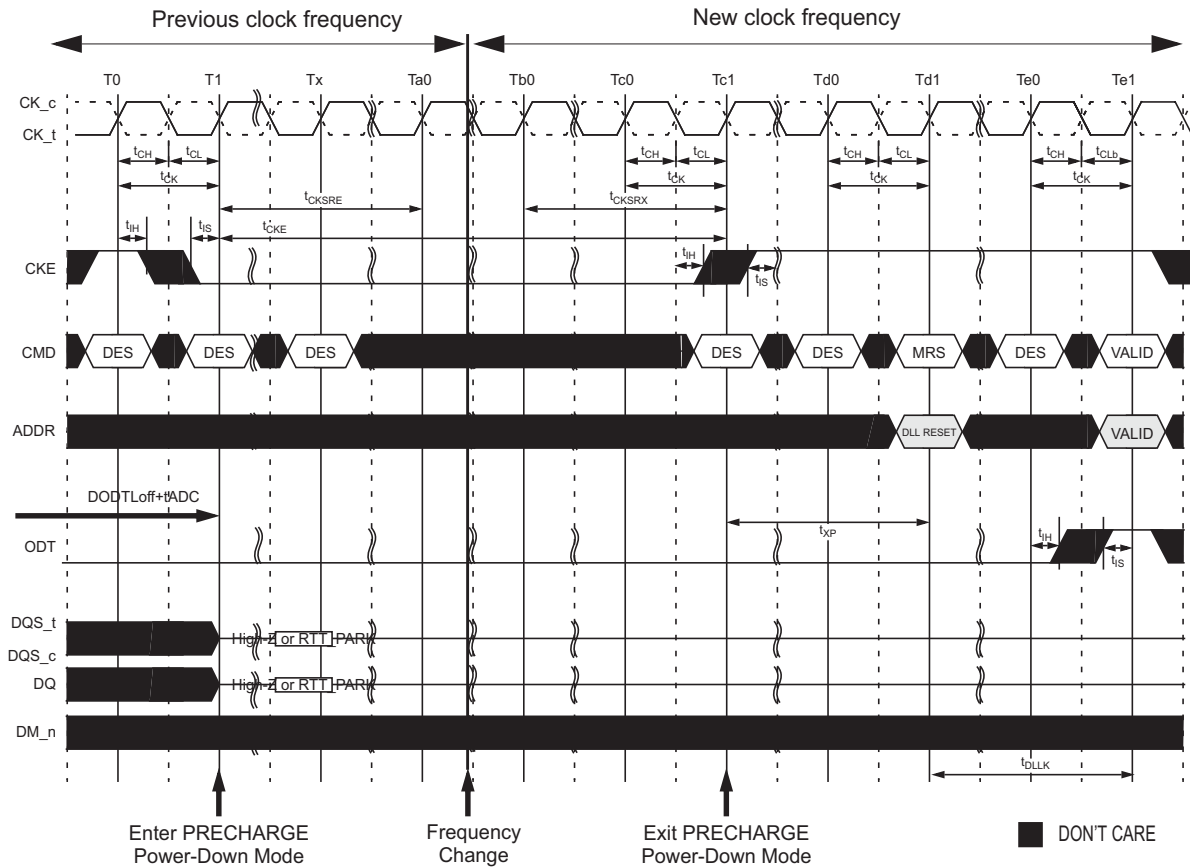 Previous clock frequency New clock frequency
T0 T1 Tx Ta0 Tb0 Tc0 Tc1 Td0 Td1 Te0 Te1
CK_c
CK_t
tCH tCL tCH tCL tCH tCL tCH tCLb
tCK tCK tCK tCK
tCKSRE tCKSRX
tIH tIS tCKE
CKE tIH tIS
CMD DES DES DES DES DES MRS DES VALID
ADDR DLL RESET VALID
DODTLoff+tADC
ODT tXP tIH tIS
DQS_t
High-Z or RTT_PARK
DQS_c
DQ High-Z or RTT_PARK
DM_n
tDLLK
Enter PRECHARGE
Power-Down Mode
Frequency
Change
Exit PRECHARGE
Power-Down Mode
DON'T CARE